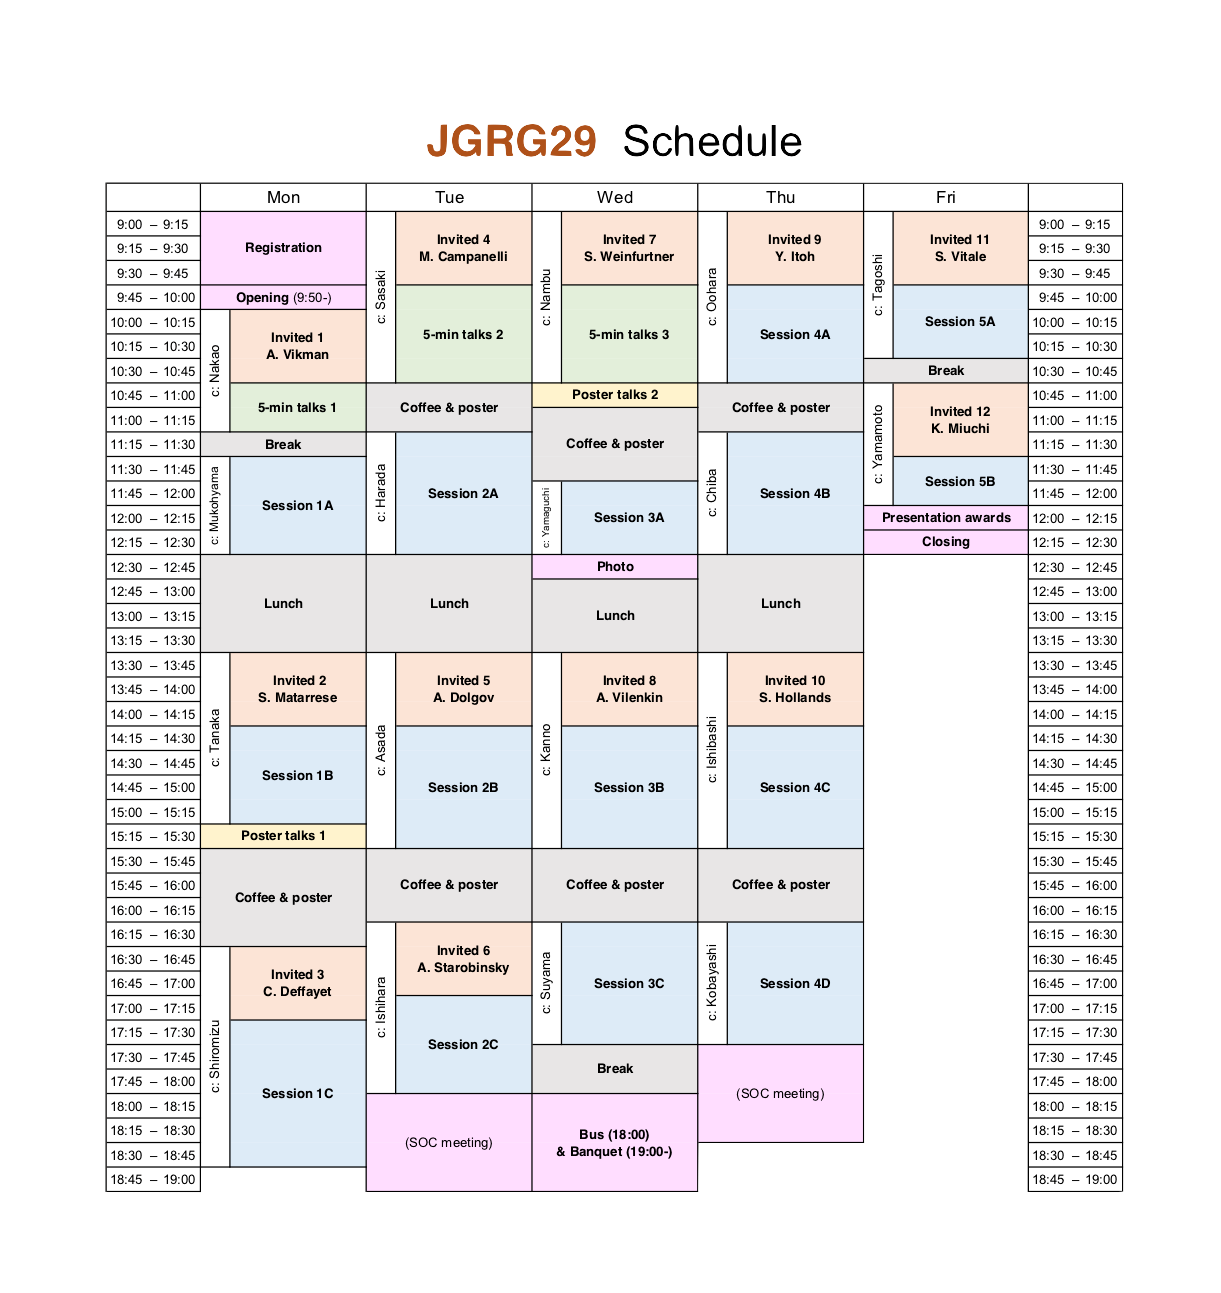 JGRG29 Schedule
Mon Tue Wed Thu Fri
9:00 – 9:15
9:15 – 9:30
9:30 – 9:45
9:45 – 10:00
10:00 – 10:15
10:15 – 10:30
10:30 – 10:45
10:45 – 11:00
11:00 – 11:15
11:15 – 11:30
11:30 – 11:45
11:45 – 12:00
12:00 – 12:15
12:15 – 12:30
12:30 – 12:45
12:45 – 13:00
13:00 – 13:15
13:15 – 13:30
13:30 – 13:45
13:45 – 14:00
14:00 – 14:15
14:15 – 14:30
14:30 – 14:45
14:45 – 15:00
15:00 – 15:15
15:15 – 15:30
15:30 – 15:45
15:45 – 16:00
16:00 – 16:15
16:15 – 16:30
16:30 – 16:45
16:45 – 17:00
17:00 – 17:15
17:15 – 17:30
17:30 – 17:45
17:45 – 18:00
18:00 – 18:15
18:15 – 18:30
18:30 – 18:45
18:45 – 19:00
Registration
Opening (9:50-)
c: Nakao
Invited 1
A. Vikman
5-min talks 1
Break
c: Mukohyama
Session 1A
Lunch
c: Tanaka
Invited 2
S. Matarrese
Session 1B
Poster talks 1
Coffee & poster
c: Shiromizu
Invited 3
C. Deffayet
Session 1C
c: Sasaki
Invited 4
M. Campanelli
5-min talks 2
Coffee & poster
c: Harada
Session 2A
Lunch
c: Asada
Invited 5
A. Dolgov
Session 2B
Coffee & poster
c: Ishihara
Invited 6
A. Starobinsky
Session 2C
(SOC meeting)
c: Nambu
Invited 7
S. Weinfurtner
5-min talks 3
Poster talks 2
Coffee & poster
c: Yamaguchi
Session 3A
Photo
Lunch
c: Kanno
Invited 8
A. Vilenkin
Session 3B
Coffee & poster
c: Suyama
Session 3C
Break
Bus (18:00)
& Banquet (19:00-)
c: Oohara
Invited 9
Y. Itoh
Session 4A
Coffee & poster
c: Chiba
Session 4B
Lunch
c: Ishibashi
Invited 10
S. Hollands
Session 4C
Coffee & poster
c: Kobayashi
Session 4D
(SOC meeting)
c: Tagoshi
Invited 11
S. Vitale
Session 5A
Break
c: Yamamoto
Invited 12
K. Miuchi
Session 5B
Presentation awards
Closing
9:00 – 9:15
9:15 – 9:30
9:30 – 9:45
9:45 – 10:00
10:00 – 10:15
10:15 – 10:30
10:30 – 10:45
10:45 – 11:00
11:00 – 11:15
11:15 – 11:30
11:30 – 11:45
11:45 – 12:00
12:00 – 12:15
12:15 – 12:30
12:30 – 12:45
12:45 – 13:00
13:00 – 13:15
13:15 – 13:30
13:30 – 13:45
13:45 – 14:00
14:00 – 14:15
14:15 – 14:30
14:30 – 14:45
14:45 – 15:00
15:00 – 15:15
15:15 – 15:30
15:30 – 15:45
15:45 – 16:00
16:00 – 16:15
16:15 – 16:30
16:30 – 16:45
16:45 – 17:00
17:00 – 17:15
17:15 – 17:30
17:30 – 17:45
17:45 – 18:00
18:00 – 18:15
18:15 – 18:30
18:30 – 18:45
18:45 – 19:00